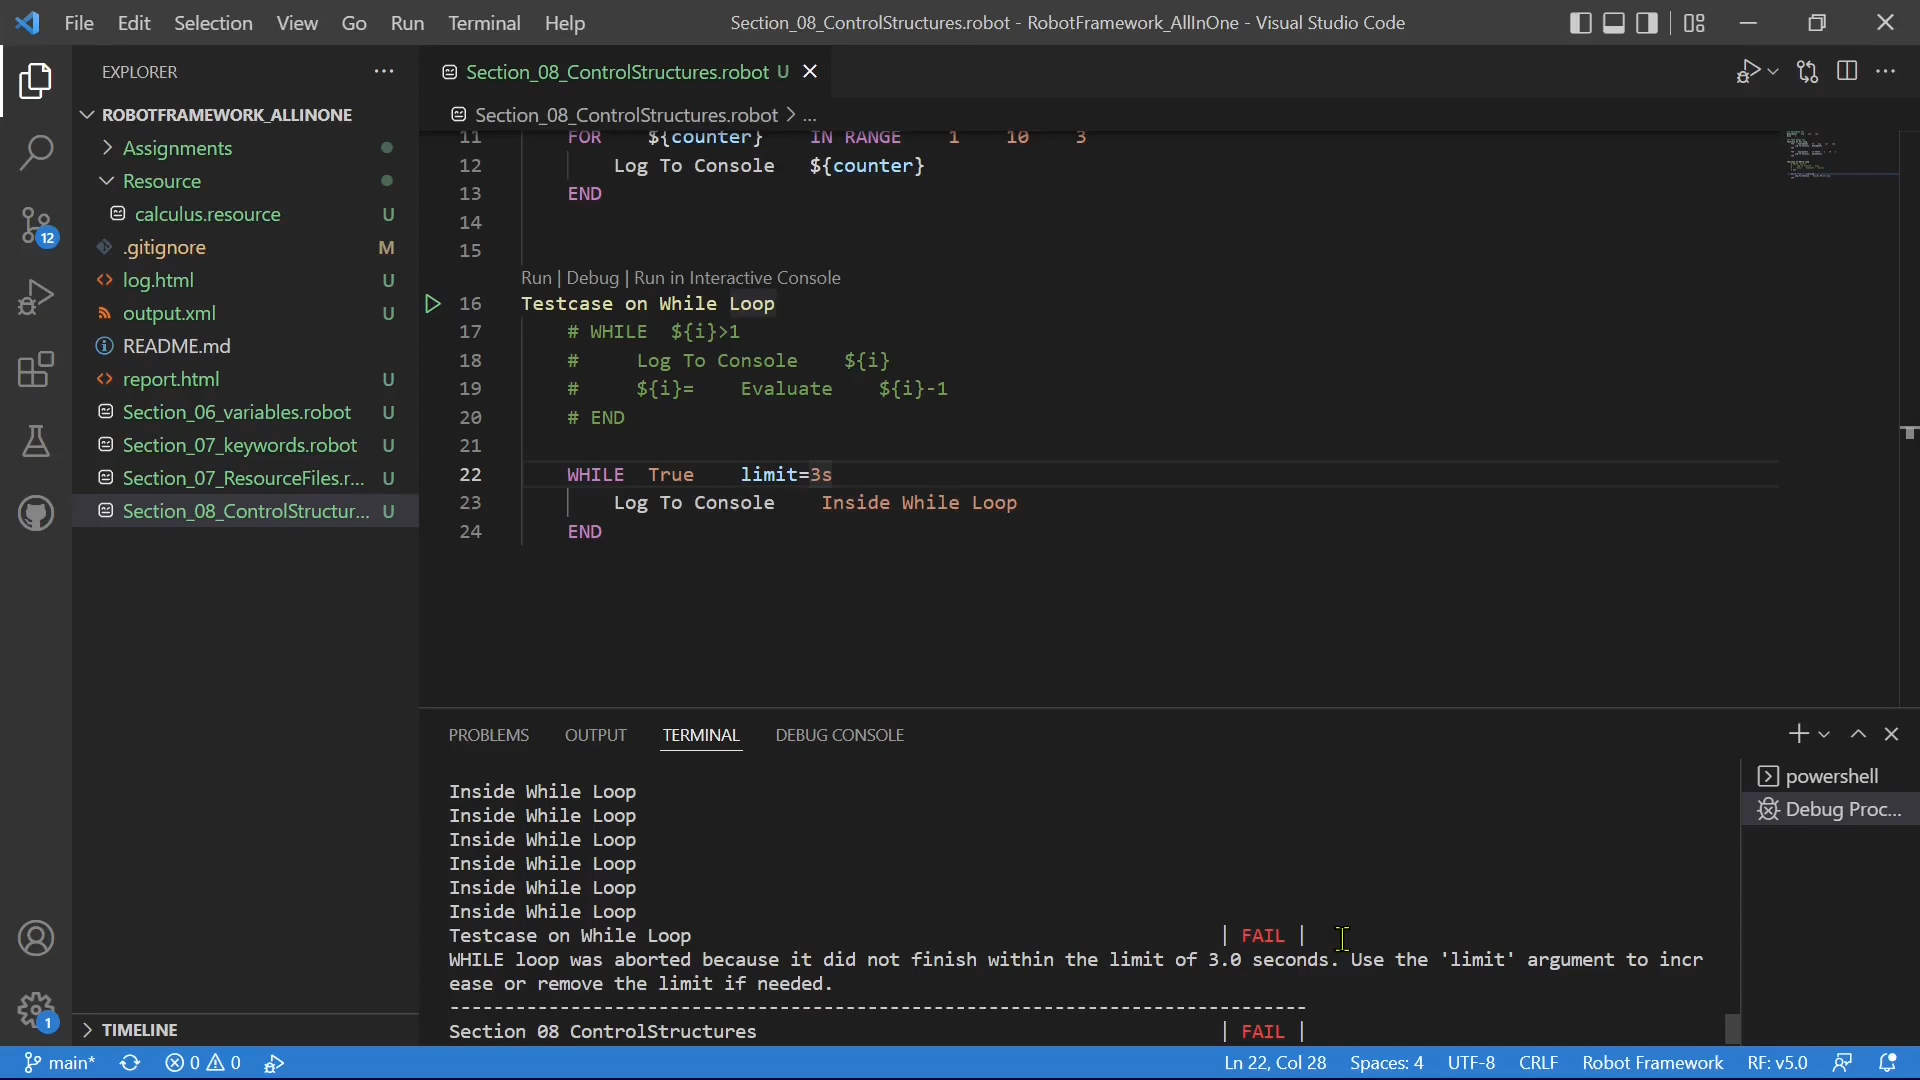 File Edit Selection View Go Run Terminal Help
Section_08_ControlStructures.robot - RobotFramework_AllInOne - Visual Studio Code
EXPLORER
ROBOTFRAMEWORK_ALLINONE
Assignments
Resource
calculus.resource U
.gitignore M
log.html U
output.xml U
README.md
report.html U
Section_06_variables.robot U
Section_07_keywords.robot U
Section_07_ResourceFiles.r... U
Section_08_ControlStructur... U
TIMELINE
12
1
Section_08_ControlStructures.robot U
Section_08_ControlStructures.robot > ...
11 FOR ${counter} IN RANGE 1 10 3
12 Log To Console ${counter}
13 END
14
15
Run | Debug | Run in Interactive Console
16 Testcase on While Loop
17 # WHILE ${i}>1
18 # Log To Console ${i}
19 # ${i}= Evaluate ${i}-1
20 # END
21
22 WHILE True limit=3s
23 Log To Console Inside While Loop
24 END
PROBLEMS OUTPUT TERMINAL DEBUG CONSOLE
powershell
Debug Proc...
Inside While Loop
Inside While Loop
Inside While Loop
Inside While Loop
Inside While Loop
Inside While Loop
Testcase on While Loop | FAIL |
WHILE loop was aborted because it did not finish within the limit of 3.0 seconds. Use the 'limit' argument to incr
ease or remove the limit if needed.
------------------------------------------------------------------------------
Section 08 ControlStructures | FAIL |
main* 0 0 Ln 22, Col 28 Spaces: 4 UTF-8 CRLF Robot Framework RF: v5.0